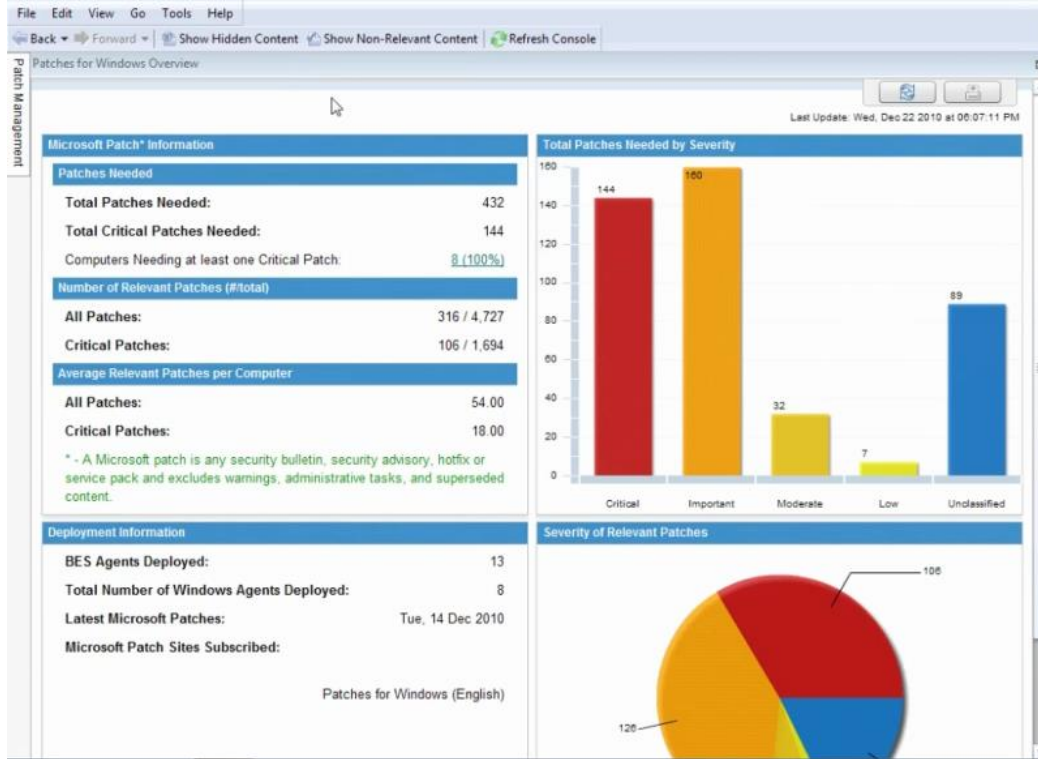 File Edit View Go Tools Help
Back Forward Show Hidden Content Show Non-Relevant Content Refresh Console
Patch Management
Patches for Windows Overview
Last Update: Wed, Dec 22 2010 at 06:07:11 PM
Microsoft Patch* Information
Patches Needed
Total Patches Needed: 432
Total Critical Patches Needed: 144
Computers Needing at least one Critical Patch: 8 (100%)
Number of Relevant Patches (#/total)
All Patches: 316 / 4,727
Critical Patches: 106 / 1,694
Average Relevant Patches per Computer
All Patches: 54.00
Critical Patches: 18.00
* - A Microsoft patch is any security bulletin, security advisory, hotfix or
service pack and excludes warnings, administrative tasks, and superseded
content.
Total Patches Needed by Severity
160
140
120
100
80
60
40
20
0
144
160
32
7
89
Critical Important Moderate Low Unclassified
Deployment Information
BES Agents Deployed: 13
Total Number of Windows Agents Deployed: 8
Latest Microsoft Patches: Tue, 14 Dec 2010
Microsoft Patch Sites Subscribed:
Patches for Windows (English)
Severity of Relevant Patches
106
126